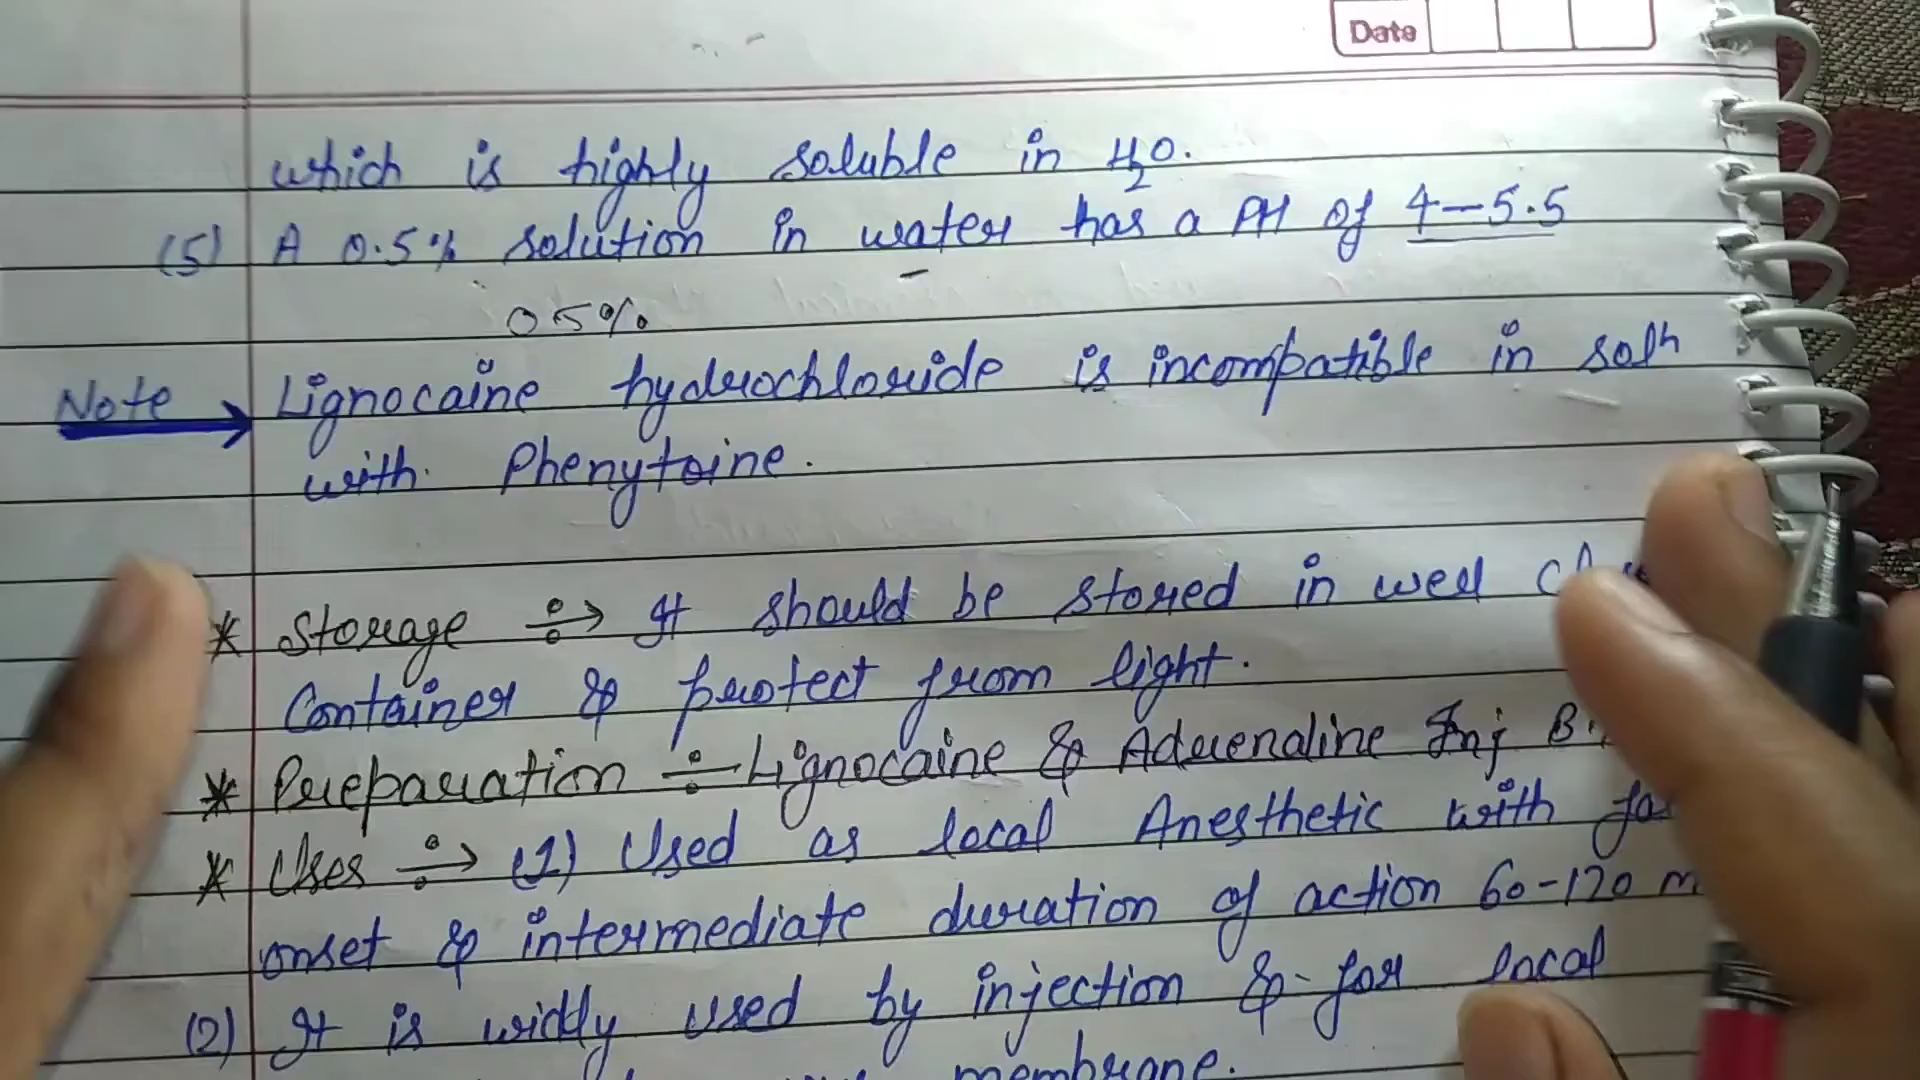 Date
which is highly soluble in H2O.
(5) A 0.5% solution in water has a PH of 4-5.5
0.5%
Note → Lignocaine hydrochloride is incompatible in soln
with Phenytoine.
* Storage ÷> It should be stored in well
Container & protect from light.
* Preparation ÷ Lignocaine & Adrenaline Inj B.
* Uses ÷> (1) Used as local Anesthetic with
onset & intermediate duration of action 60-120 m
(2) It is widly used by injection & for local
membrane.